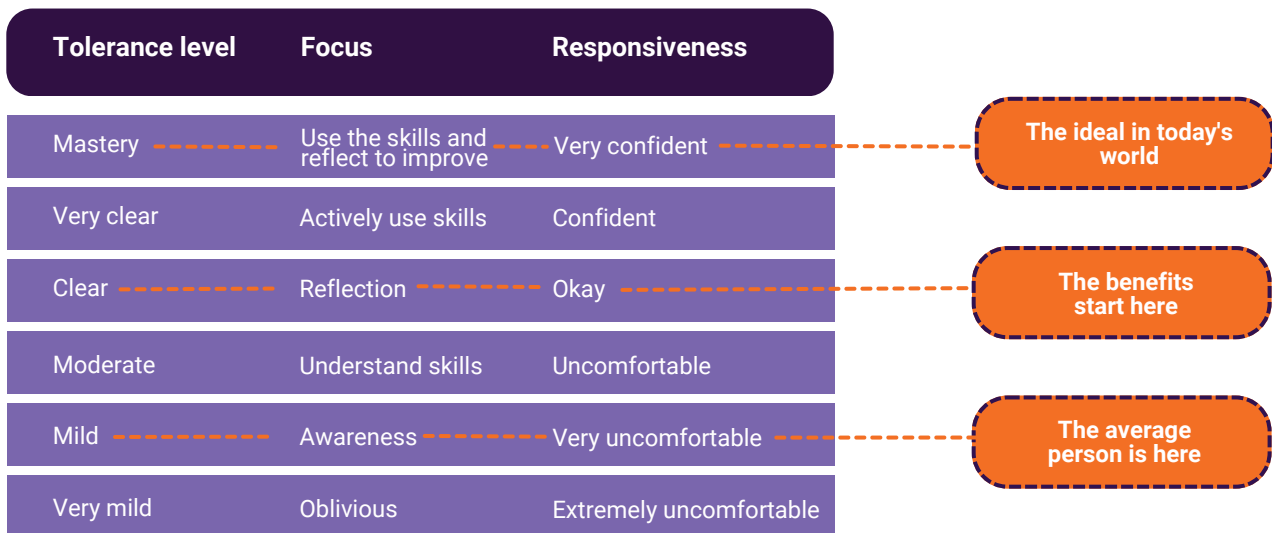 Tolerance level Focus Responsiveness
Mastery Use the skills and
reflect to improve Very confident
The ideal in today's
world
Very clear Actively use skills Confident
Clear Reflection Okay
The benefits
start here
Moderate Understand skills Uncomfortable
Mild Awareness Very uncomfortable
The average
person is here
Very mild Oblivious Extremely uncomfortable